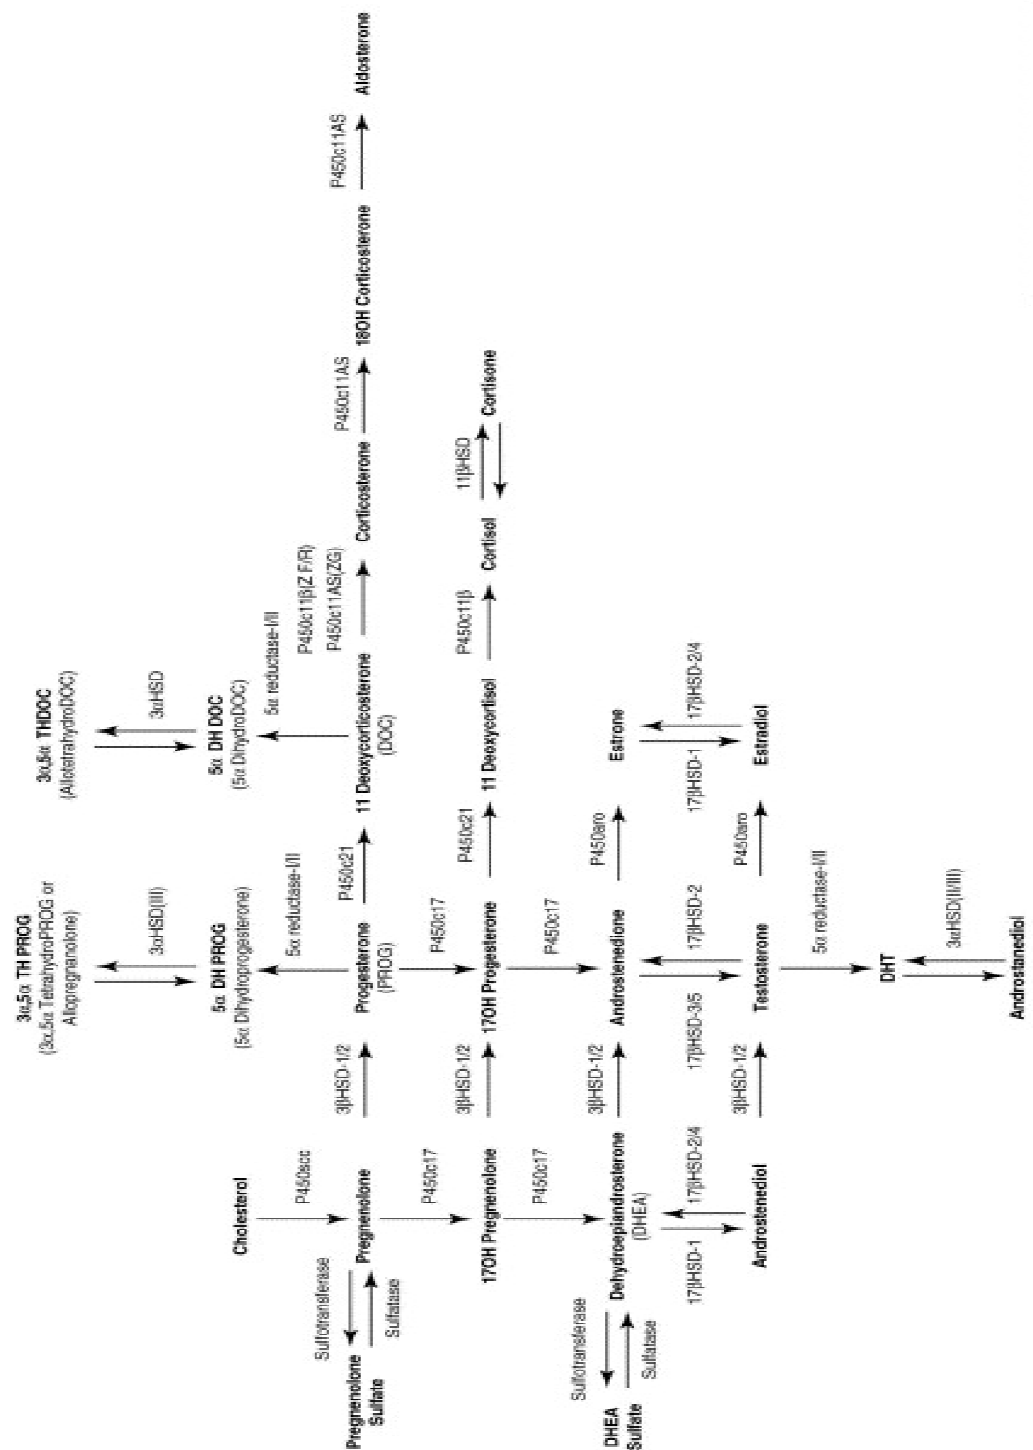 3α,5α TH PROG
(3α,5α TetrahydroPROG or
Allopregnanolone)
3α,5α THDOC
(AllotetrahydroDOC)
3αHSD(III)
3αHSD
Cholesterol
5α DH PROG
(5α Dihydroprogesterone)
5α DH DOC
(5α DihydroDOC)
P450scc
5α reductase-I/II
5α reductase-I/II
Sulfotransferase
3βHSD-1/2
P450c21
P450c11β(Z F/R)
P450c11AS(ZG)
P450c11AS
P450c11AS
Pregnenolone
Sulfate
Pregnenolone
Progesterone
(PROG)
11 Deoxycorticosterone
(DOC)
Corticosterone
18OH Corticosterone
Aldosterone
Sulfatase
P450c17
P450c17
3βHSD-1/2
P450c21
P450c11β
11βHSD
17OH Pregnenolone
17OH Progesterone
11 Deoxycortisol
Cortisol
Cortisone
P450c17
P450c17
Sulfotransferase
3βHSD-1/2
P450aro
DHEA
Sulfate
Dehydroepiandrosterone
(DHEA)
Androstenedione
Estrone
Sulfatase
17βHSD-1
17βHSD-2/4
17βHSD-3/5
17βHSD-2
17βHSD-1
17βHSD-2/4
3βHSD-1/2
P450aro
Androstenediol
Testosterone
Estradiol
5α reductase-I/II
DHT
3αHSD(II/III)
Androstanediol